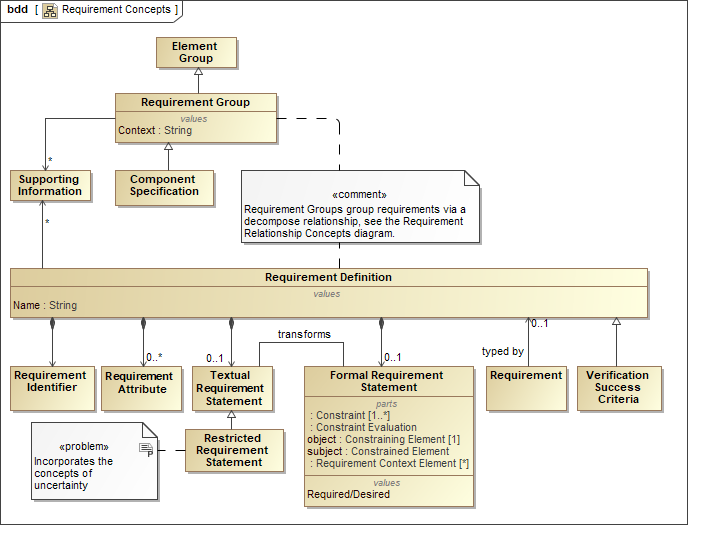 bdd [ Requirement Concepts ]
Element
Group
Requirement Group
values
Context : String
*
Supporting
Information
Component
Specification
«comment»
Requirement Groups group requirements via a
decompose relationship, see the Requirement
Relationship Concepts diagram.
*
Requirement Definition
values
Name : String
0..1
transforms
typed by
0..*
0..1
0..1
Requirement
Identifier
Requirement
Attribute
Textual
Requirement
Statement
Formal Requirement
Statement
parts
: Constraint [1..*]
: Constraint Evaluation
object : Constraining Element [1]
subject : Constrained Element
: Requirement Context Element [*]
values
Required/Desired
Requirement
Verification
Success
Criteria
«problem»
Incorporates the
concepts of
uncertainty
P
Restricted
Requirement
Statement